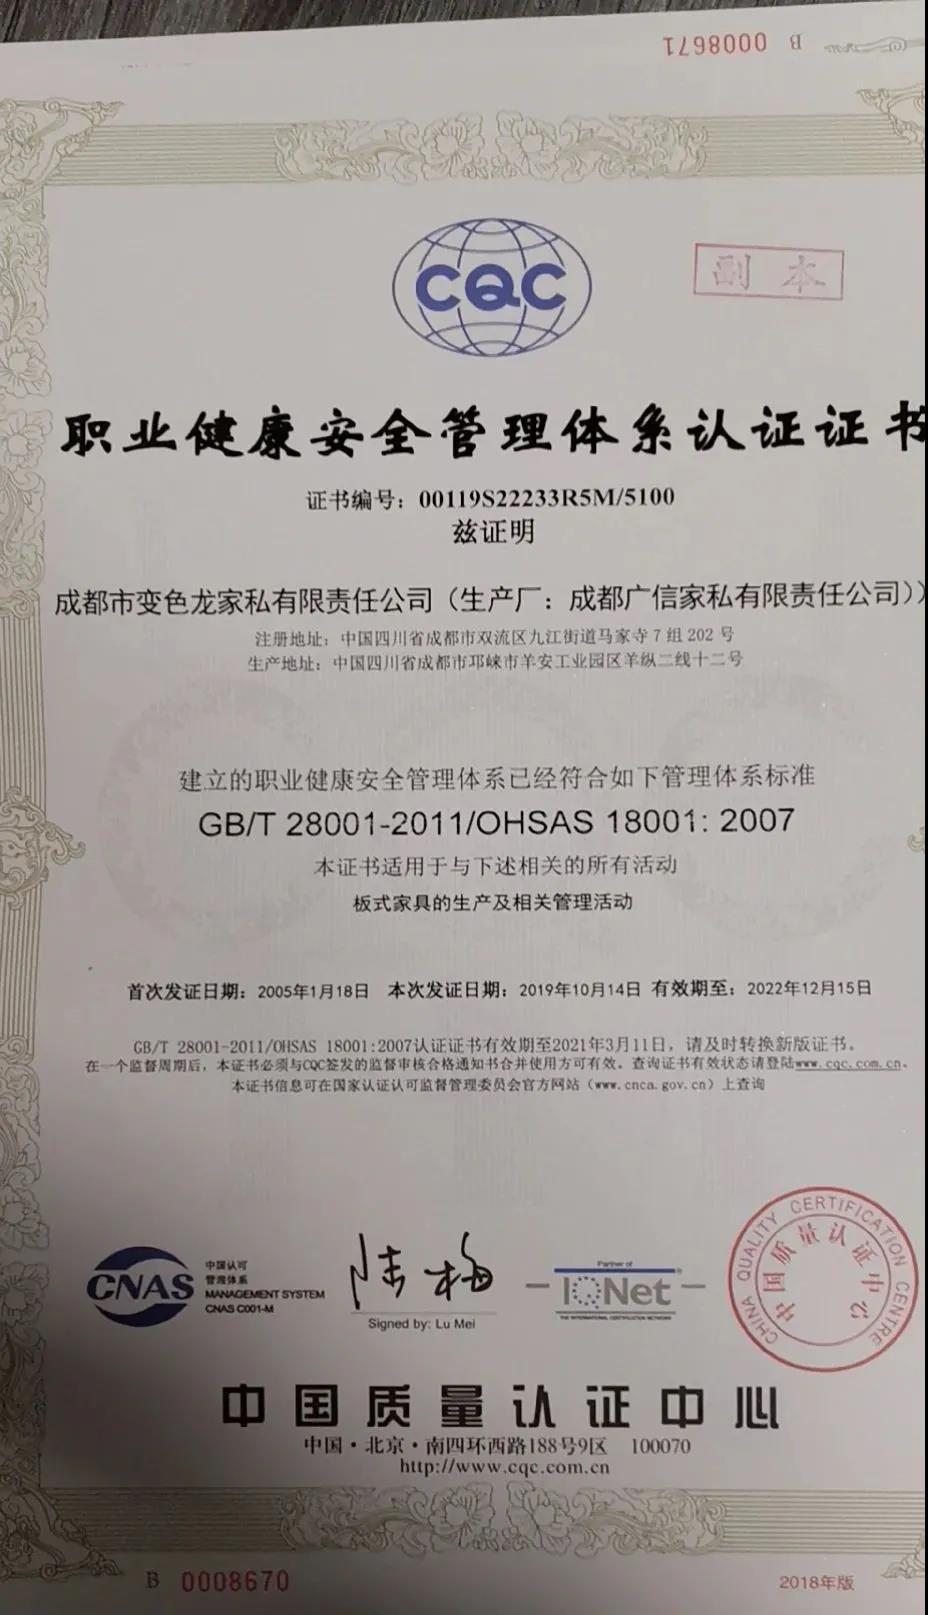 B 0008671
CQC
副本
职业健康安全管理体系认证证书
证书编号：00119S22233R5M/5100
兹证明
成都市变色龙家私有限责任公司（生产厂：成都广信家私有限责任公司））
注册地址：中国四川省成都市双流区九江街道马家寺7组202号
生产地址：中国四川省成都市邛崃市羊安工业园区羊纵二线十二号
建立的职业健康安全管理体系已经符合如下管理体系标准
GB/T 28001-2011/OHSAS 18001: 2007
本证书适用于与下述相关的所有活动
板式家具的生产及相关管理活动
首次发证日期：2005年1月18日 本次发证日期：2019年10月14日 有效期至：2022年12月15日
GB/T 28001-2011/OHSAS 18001:2007认证证书有效期至2021年3月11日，请及时转换新版证书。
在一个监督周期后，本证书必须与CQC签发的监督审核合格通知书合并使用方可有效。查询证书有效状态请登陆www.cqc.com.cn。
本证书信息可在国家认证认可监督管理委员会官方网站（www.cnca.gov.cn）上查询
CNAS
中国认可
管理体系
MANAGEMENT SYSTEM
CNAS C001-M
陆梅
Signed by: Lu Mei
Partner of
IQNet®
THE INTERNATIONAL CERTIFICATION NETWORK
CHINA QUALITY CERTIFICATION CENTRE
中国质量认证中心
中国质量认证中心
中国·北京·南四环西路188号9区 100070
http://www.cqc.com.cn
B 0008670
2018年版